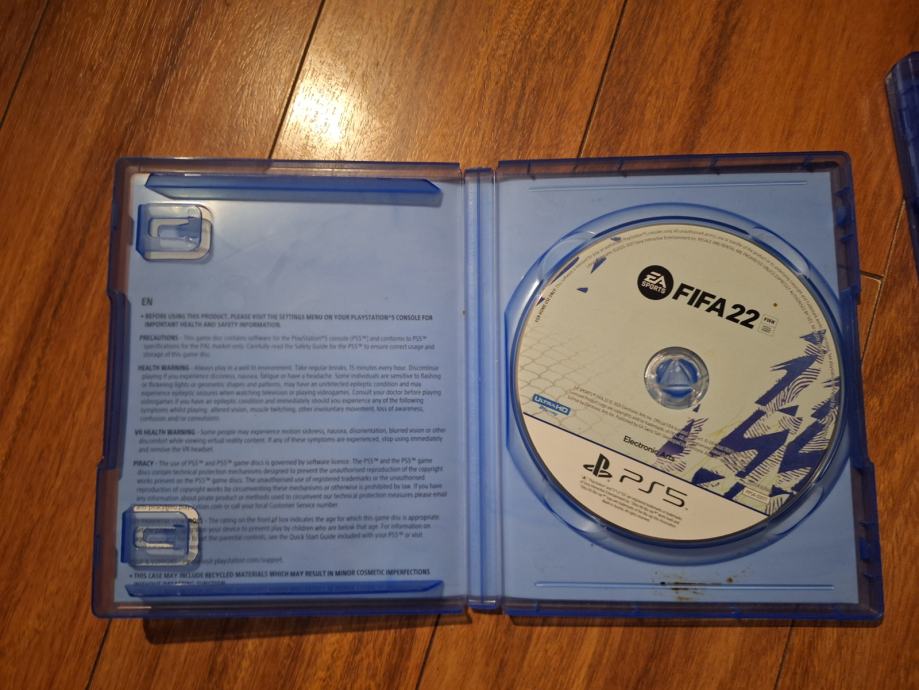 EN
• BEFORE USING THIS PRODUCT, PLEASE VISIT THE SETTINGS MENU ON YOUR PLAYSTATION®5 CONSOLE FOR
IMPORTANT HEALTH AND SAFETY INFORMATION.
PRECAUTIONS - This game disc contains software for the PlayStation®5 console (PS5™) and conforms to PS5™
specifications for the PAL market only. Carefully read the Safety Guide for the PS5™ to ensure correct usage and
storage of this game disc.
HEALTH WARNING - Always play in a well lit environment. Take regular breaks, 15 minutes every hour. Discontinue
playing if you experience dizziness, nausea, fatigue or have a headache. Some individuals are sensitive to flashing
or flickering lights or geometric shapes and patterns, may have an undetected epileptic condition and may
experience epileptic seizures when watching television or playing videogames. Consult your doctor before playing
videogames if you have an epileptic condition and immediately should you experience any of the following
symptoms whilst playing: altered vision, muscle twitching, other involuntary movement, loss of awareness,
confusion and/or convulsions.
VR HEALTH WARNING - Some people may experience motion sickness, nausea, disorientation, blurred vision or other
discomfort while viewing virtual reality content. If any of these symptoms are experienced, stop using immediately
and remove the VR headset.
PIRACY - The use of PS5™ and PS5™ game discs is governed by software licence. The PS5™ and the PS5™ game
discs contain technical protection mechanisms designed to prevent the unauthorised reproduction of the copyright
works present on the PS5™ game discs. The unauthorised use of registered trademarks or the unauthorised
reproduction of copyright works by circumventing these mechanisms or otherwise is prohibited by law. If you have
any information about pirate product or methods used to circumvent our technical protection measures please email
.com or call your local Customer Service number.
- The rating on the front of box indicates the age for which this game disc is appropriate.
your device to prevent play by children who are below that age. For information on
the parental controls, see the Quick Start Guide included with your PS5™ or visit
playstation.com/support.
• THIS CASE MAY INCLUDE RECYCLED MATERIALS WHICH MAY RESULT IN MINOR COSMETIC IMPERFECTIONS
WITHOUT AFFECTING FUNCTION.
EA
SPORTS
FIFA 22
FIFA
ULTRA HD
Electronic Arts
PS5